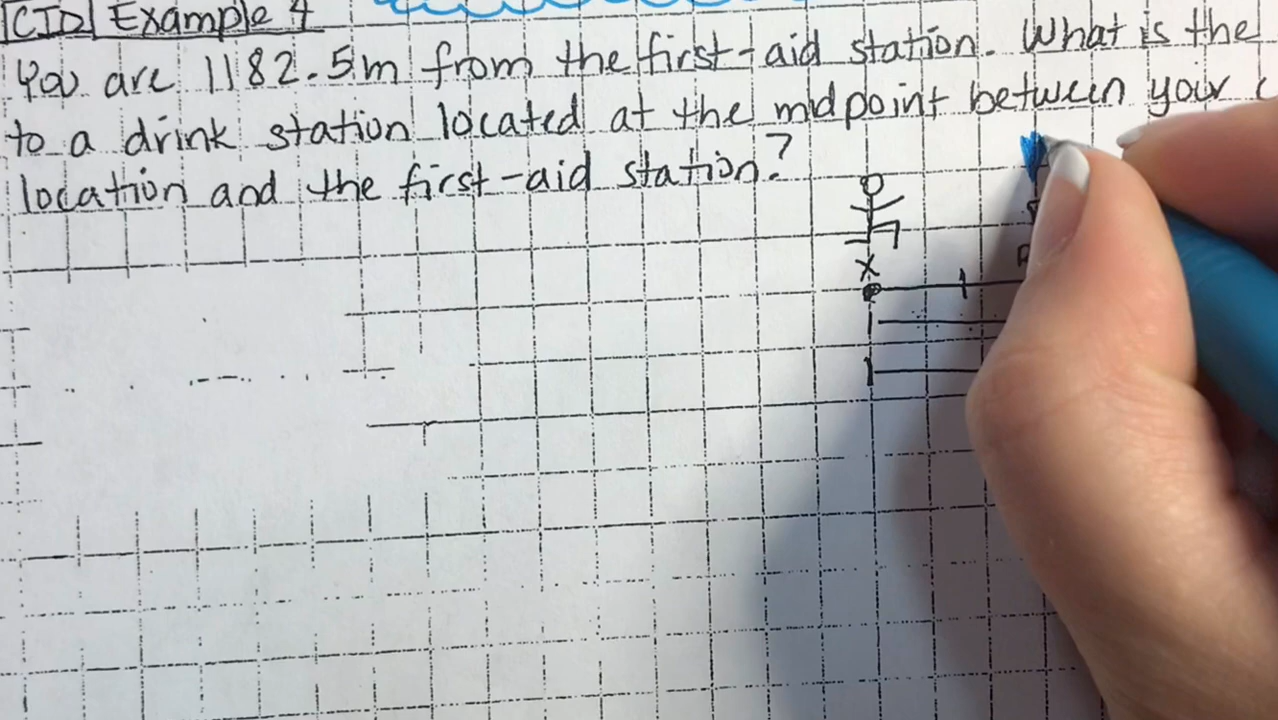 CID Example 4
You are 1182.5m from the first-aid station. What is the
to a drink station located at the midpoint between your
location and the first-aid station?
X